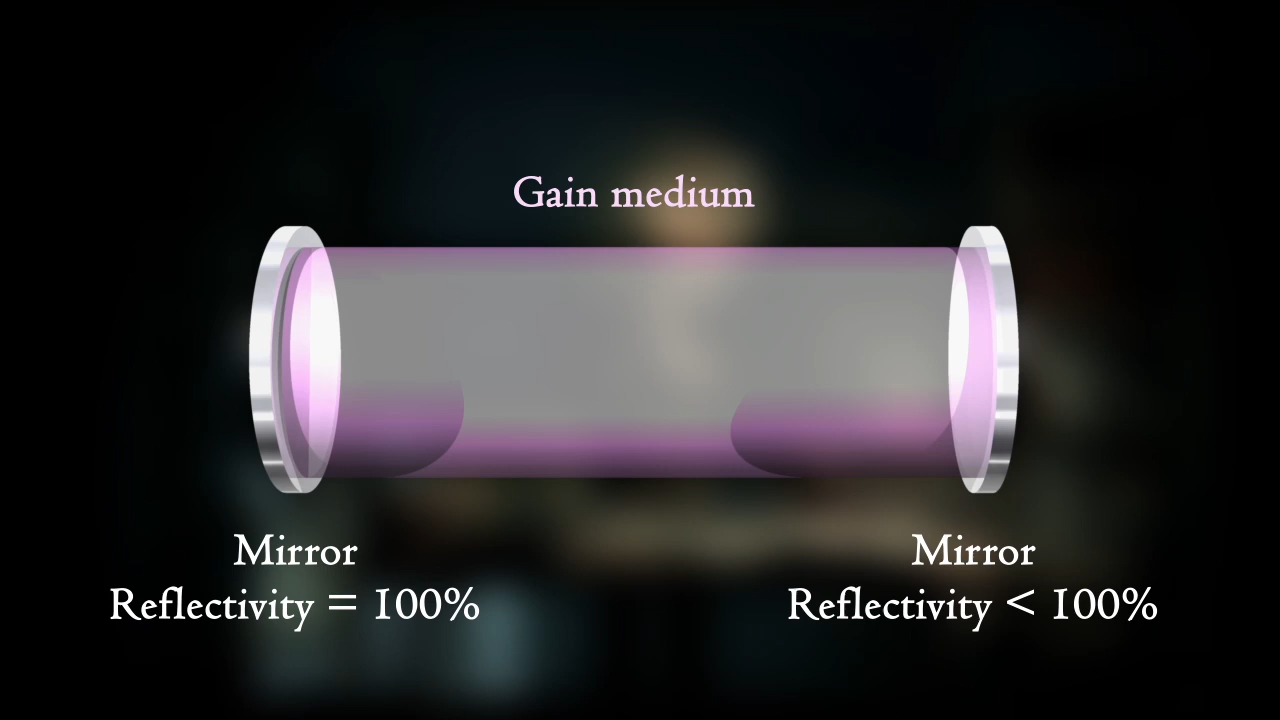 Gain medium
Mirror
Reflectivity = 100%
Mirror
Reflectivity < 100%